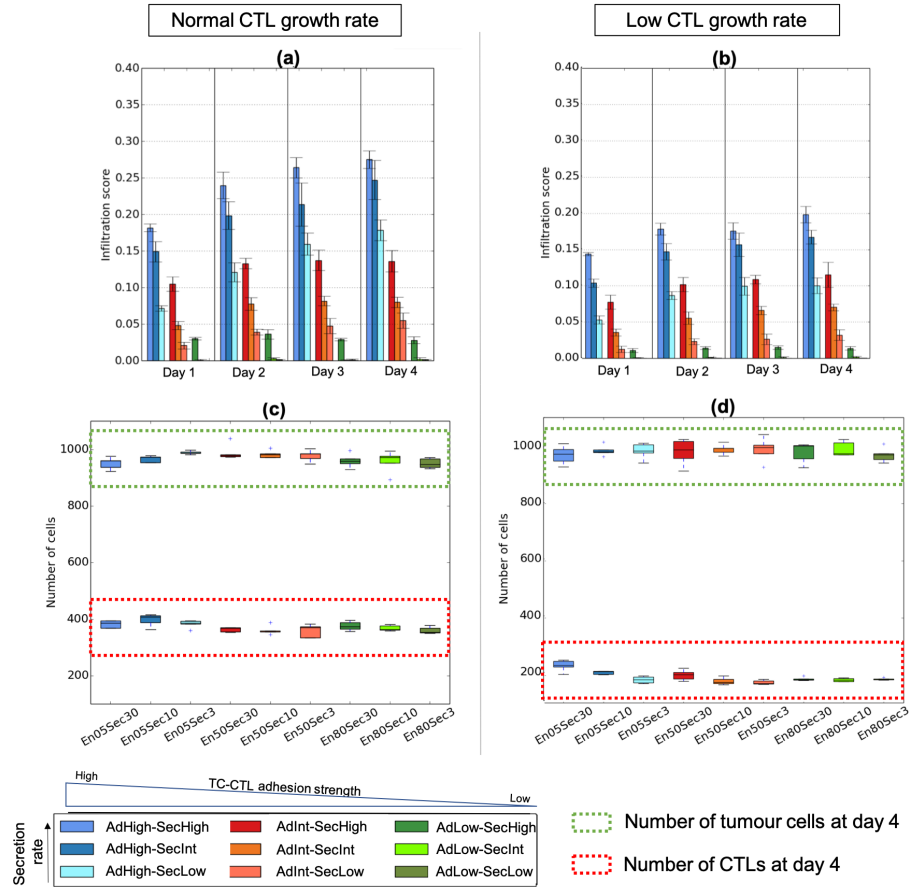 Normal CTL growth rate
Low CTL growth rate
(a)
0.40
0.35
0.30
0.25
0.20
0.15
0.10
0.05
0.00
Infiltration score
Day 1 Day 2 Day 3 Day 4
(b)
0.40
0.35
0.30
0.25
0.20
0.15
0.10
0.05
0.00
Infiltration score
Day 1 Day 2 Day 3 Day 4
(c)
1000
800
600
400
200
Number of cells
En05Sec30 En05Sec10 En05Sec3 En50Sec30 En50Sec10 En50Sec3 En80Sec30 En80Sec10 En80Sec3
(d)
1000
800
600
400
200
Number of cells
En05Sec30 En05Sec10 En05Sec3 En50Sec30 En50Sec10 En50Sec3 En80Sec30 En80Sec10 En80Sec3
High
TC-CTL adhesion strength
Low
Secretion
rate
AdHigh-SecHigh AdInt-SecHigh AdLow-SecHigh
AdHigh-SecInt AdInt-SecInt AdLow-SecInt
AdHigh-SecLow AdInt-SecLow AdLow-SecLow
Number of tumour cells at day 4
Number of CTLs at day 4